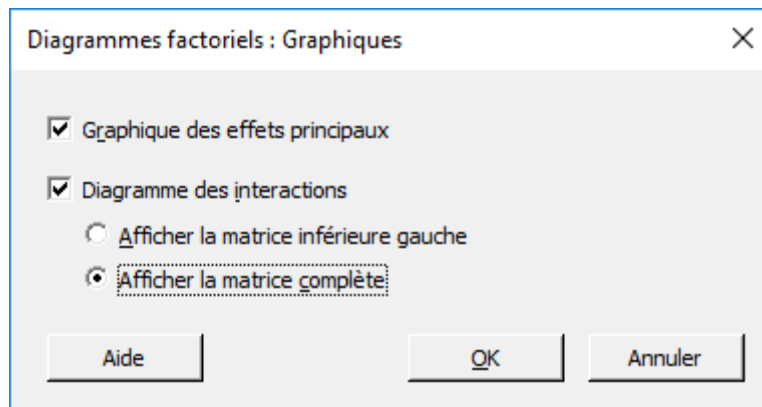 Diagrammes factoriels : Graphiques
Graphique des effets principaux
Diagramme des interactions
Afficher la matrice inférieure gauche
Afficher la matrice complète
Aide
OK
Annuler